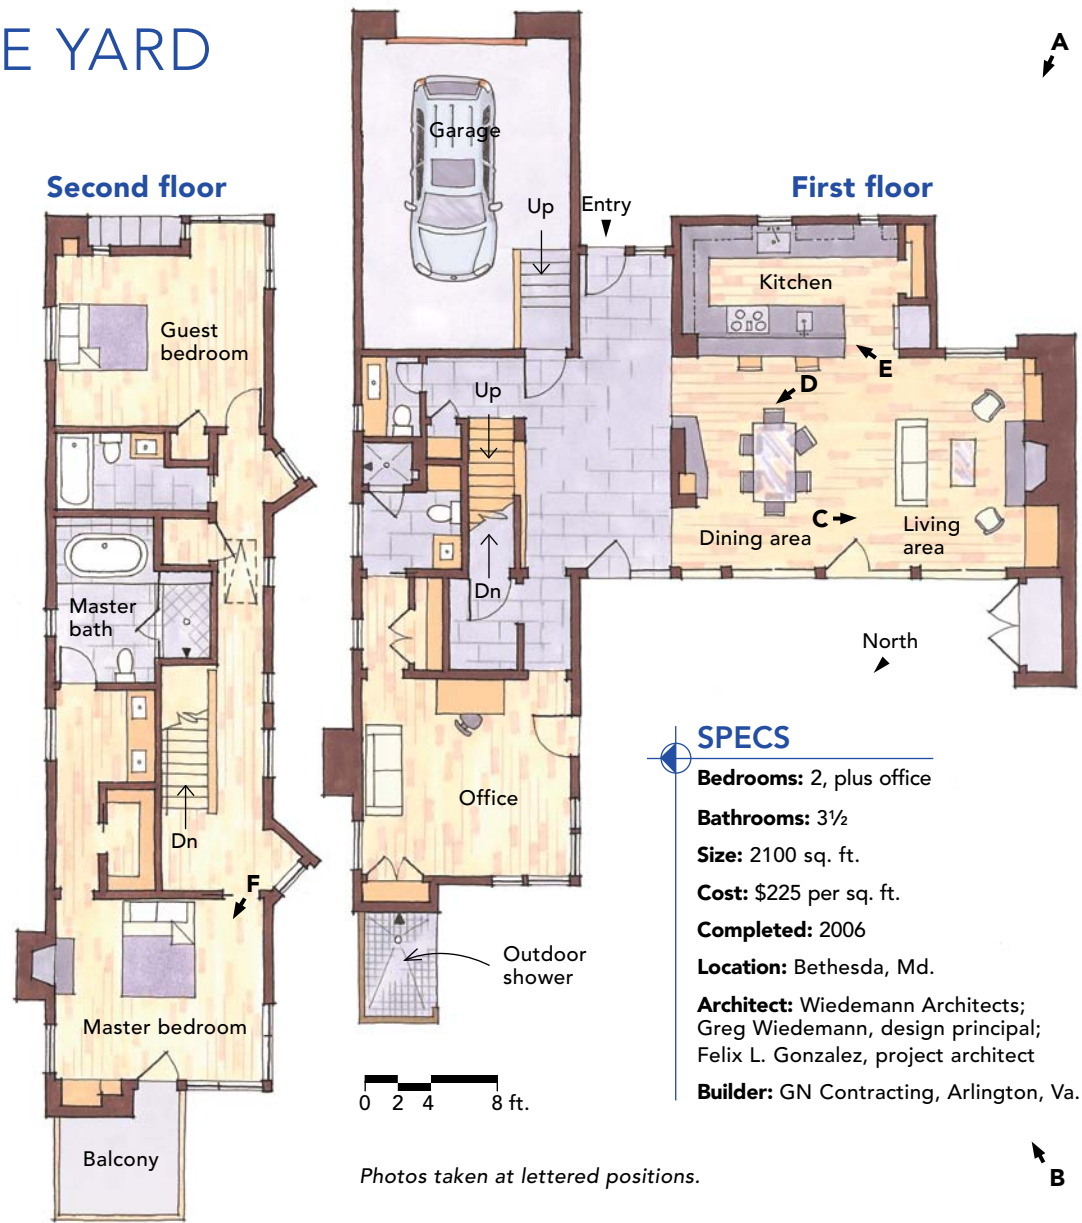 E YARD
Second floor
First floor
A
Garage
Up
Entry
Kitchen
Guest
bedroom
E
D
Up
C
Dining area
Living
area
Dn
Master
bath
North
Office
Dn
F
Outdoor
shower
Master bedroom
Balcony
0 2 4 8 ft.
Photos taken at lettered positions.
SPECS
Bedrooms: 2, plus office
Bathrooms: 3½
Size: 2100 sq. ft.
Cost: $225 per sq. ft.
Completed: 2006
Location: Bethesda, Md.
Architect: Wiedemann Architects;
Greg Wiedemann, design principal;
Felix L. Gonzalez, project architect
Builder: GN Contracting, Arlington, Va.
B